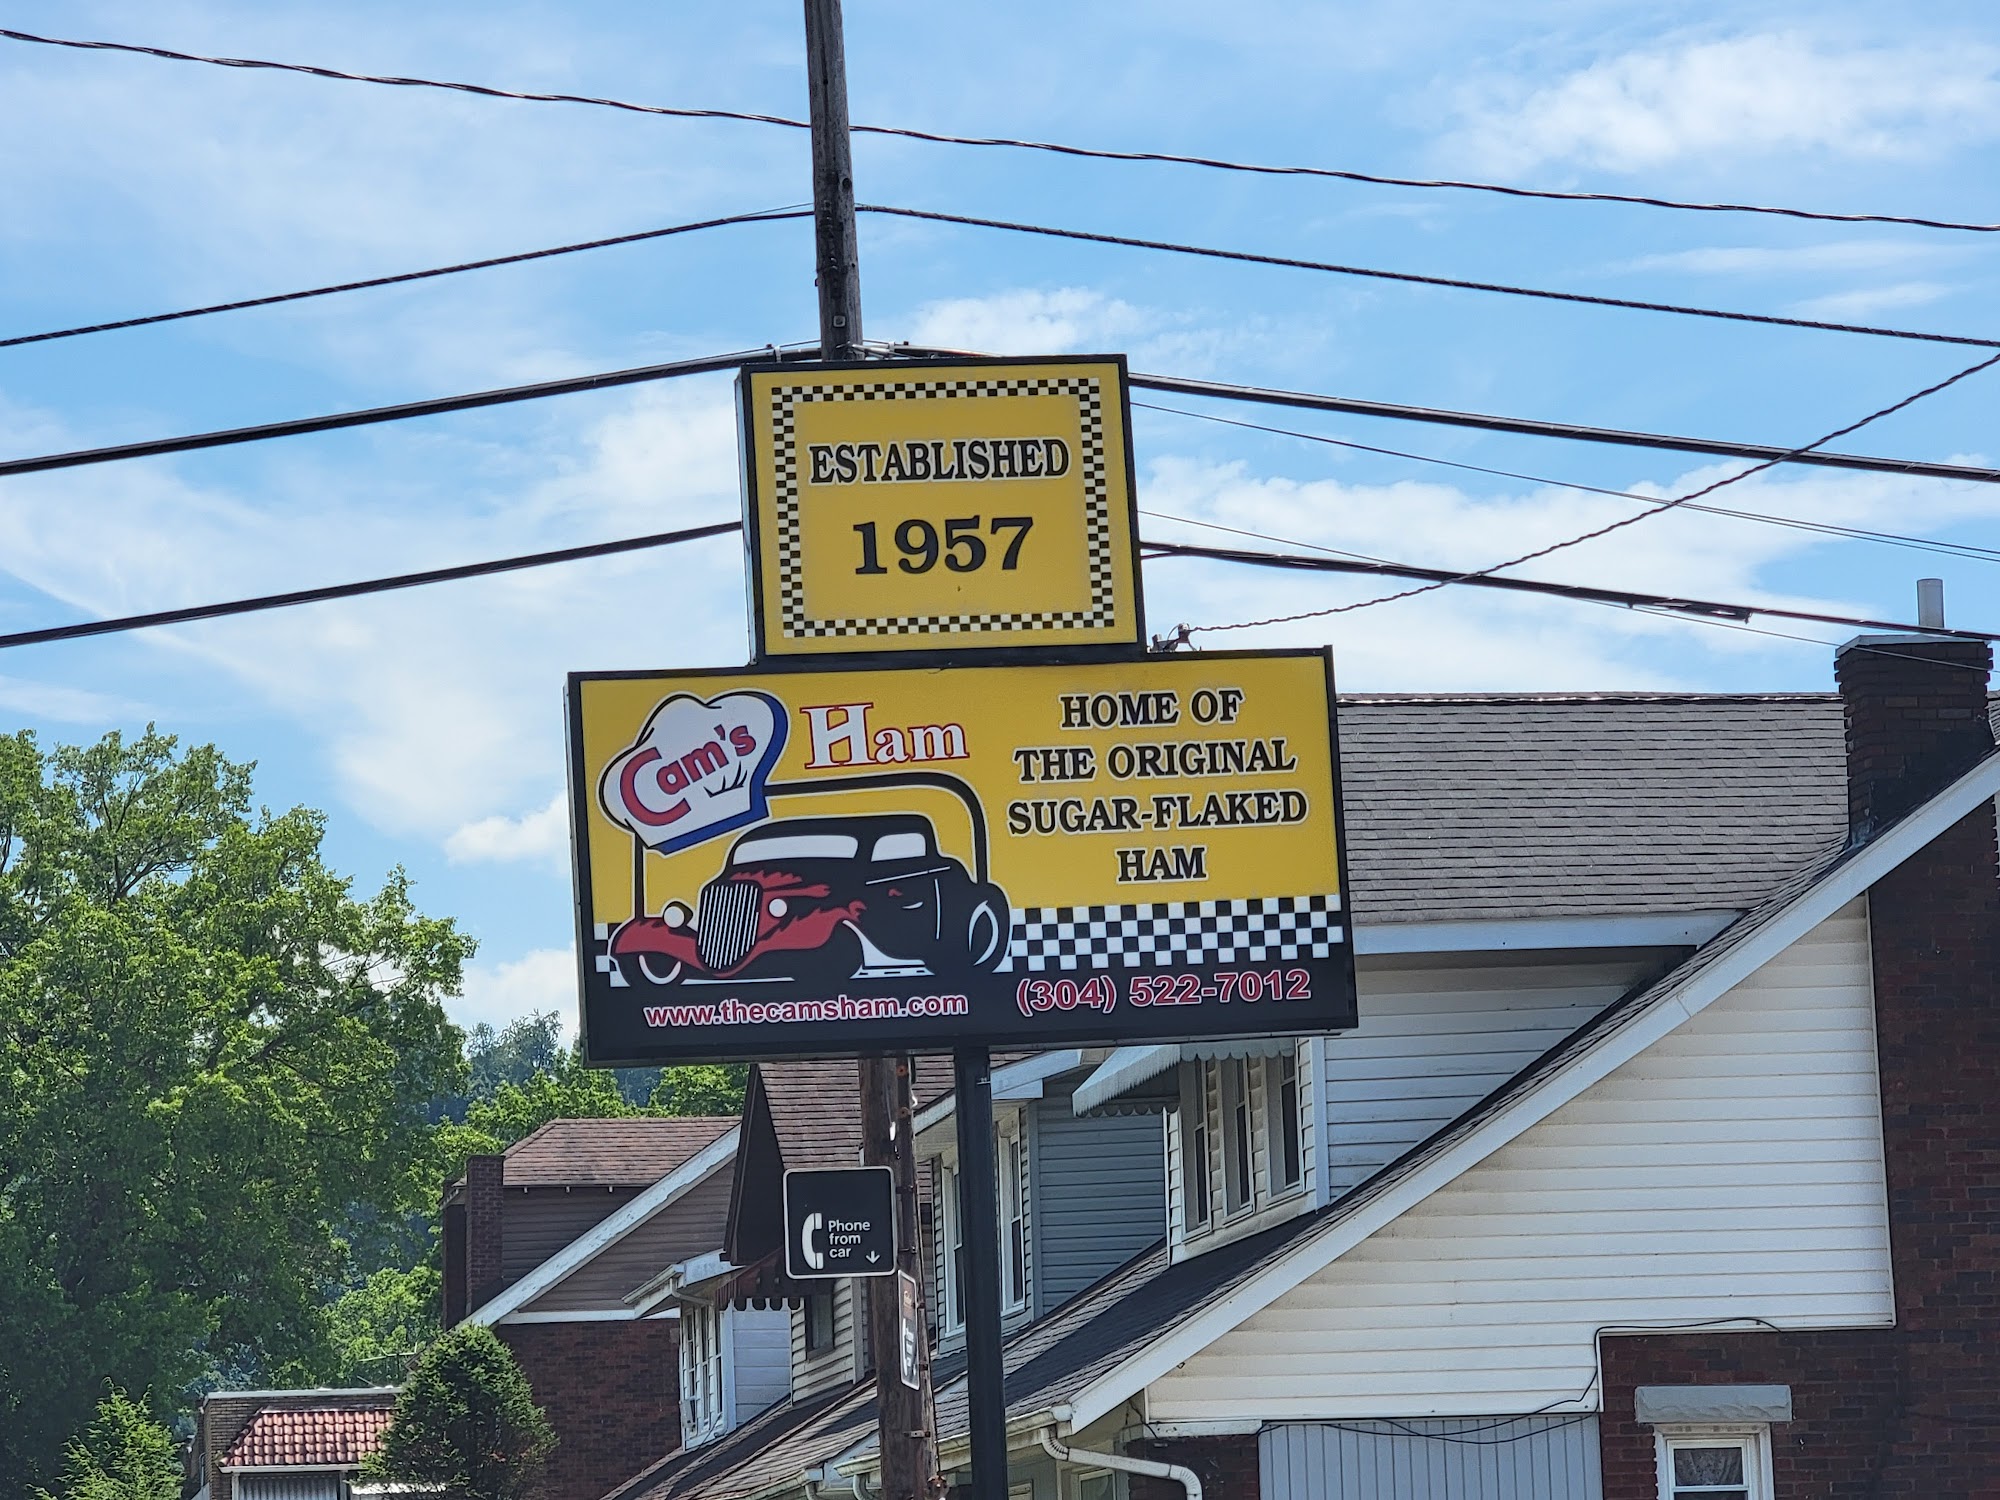 ESTABLISHED
1957
Cam's Ham
HOME OF
THE ORIGINAL
SUGAR-FLAKED
HAM
www.thecamsham.com
(304) 522-7012
Phone
from
car